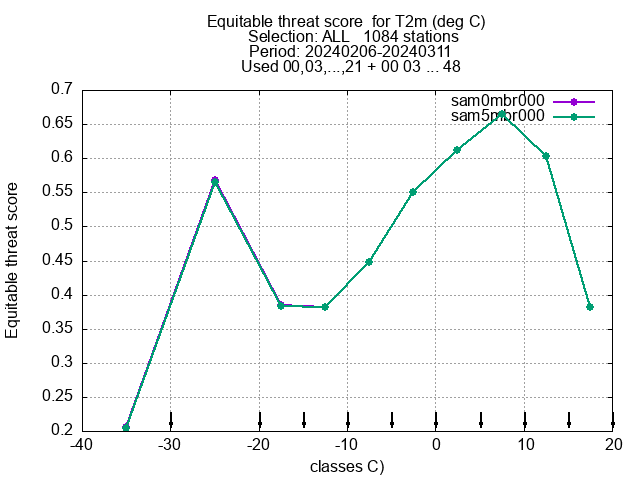 Equitable threat score  for T2m (deg C)
Selection: ALL   1084 stations
Period: 20240206-20240311
Used 00,03,...,21 + 00 03 ... 48
sam0mbr000
sam5mbr000
Equitable threat score
0.7
0.65
0.6
0.55
0.5
0.45
0.4
0.35
0.3
0.25
0.2
-40 -30 -20 -10 0 10 20
classes C)